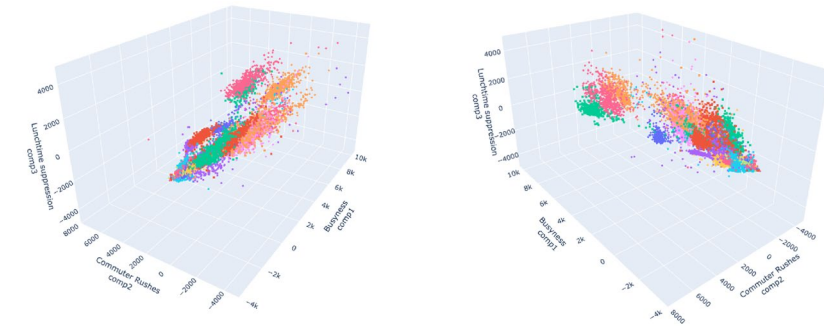 4000
2000
0
−2000
−4000
Lunchtime suppression
comp3
8000
6000
4000
2000
0
−2000
−4000
Commuter Rushes
comp2
10k
8k
6k
4k
2k
0
−2k
−4k
Busyness
comp1
4000
2000
0
−2000
−4000
Lunchtime suppression
comp3
10k
8k
6k
4k
2k
0
−2k
−4k
Busyness
comp1
−4000
−2000
0
2000
4000
6000
8000
Commuter Rushes
comp2